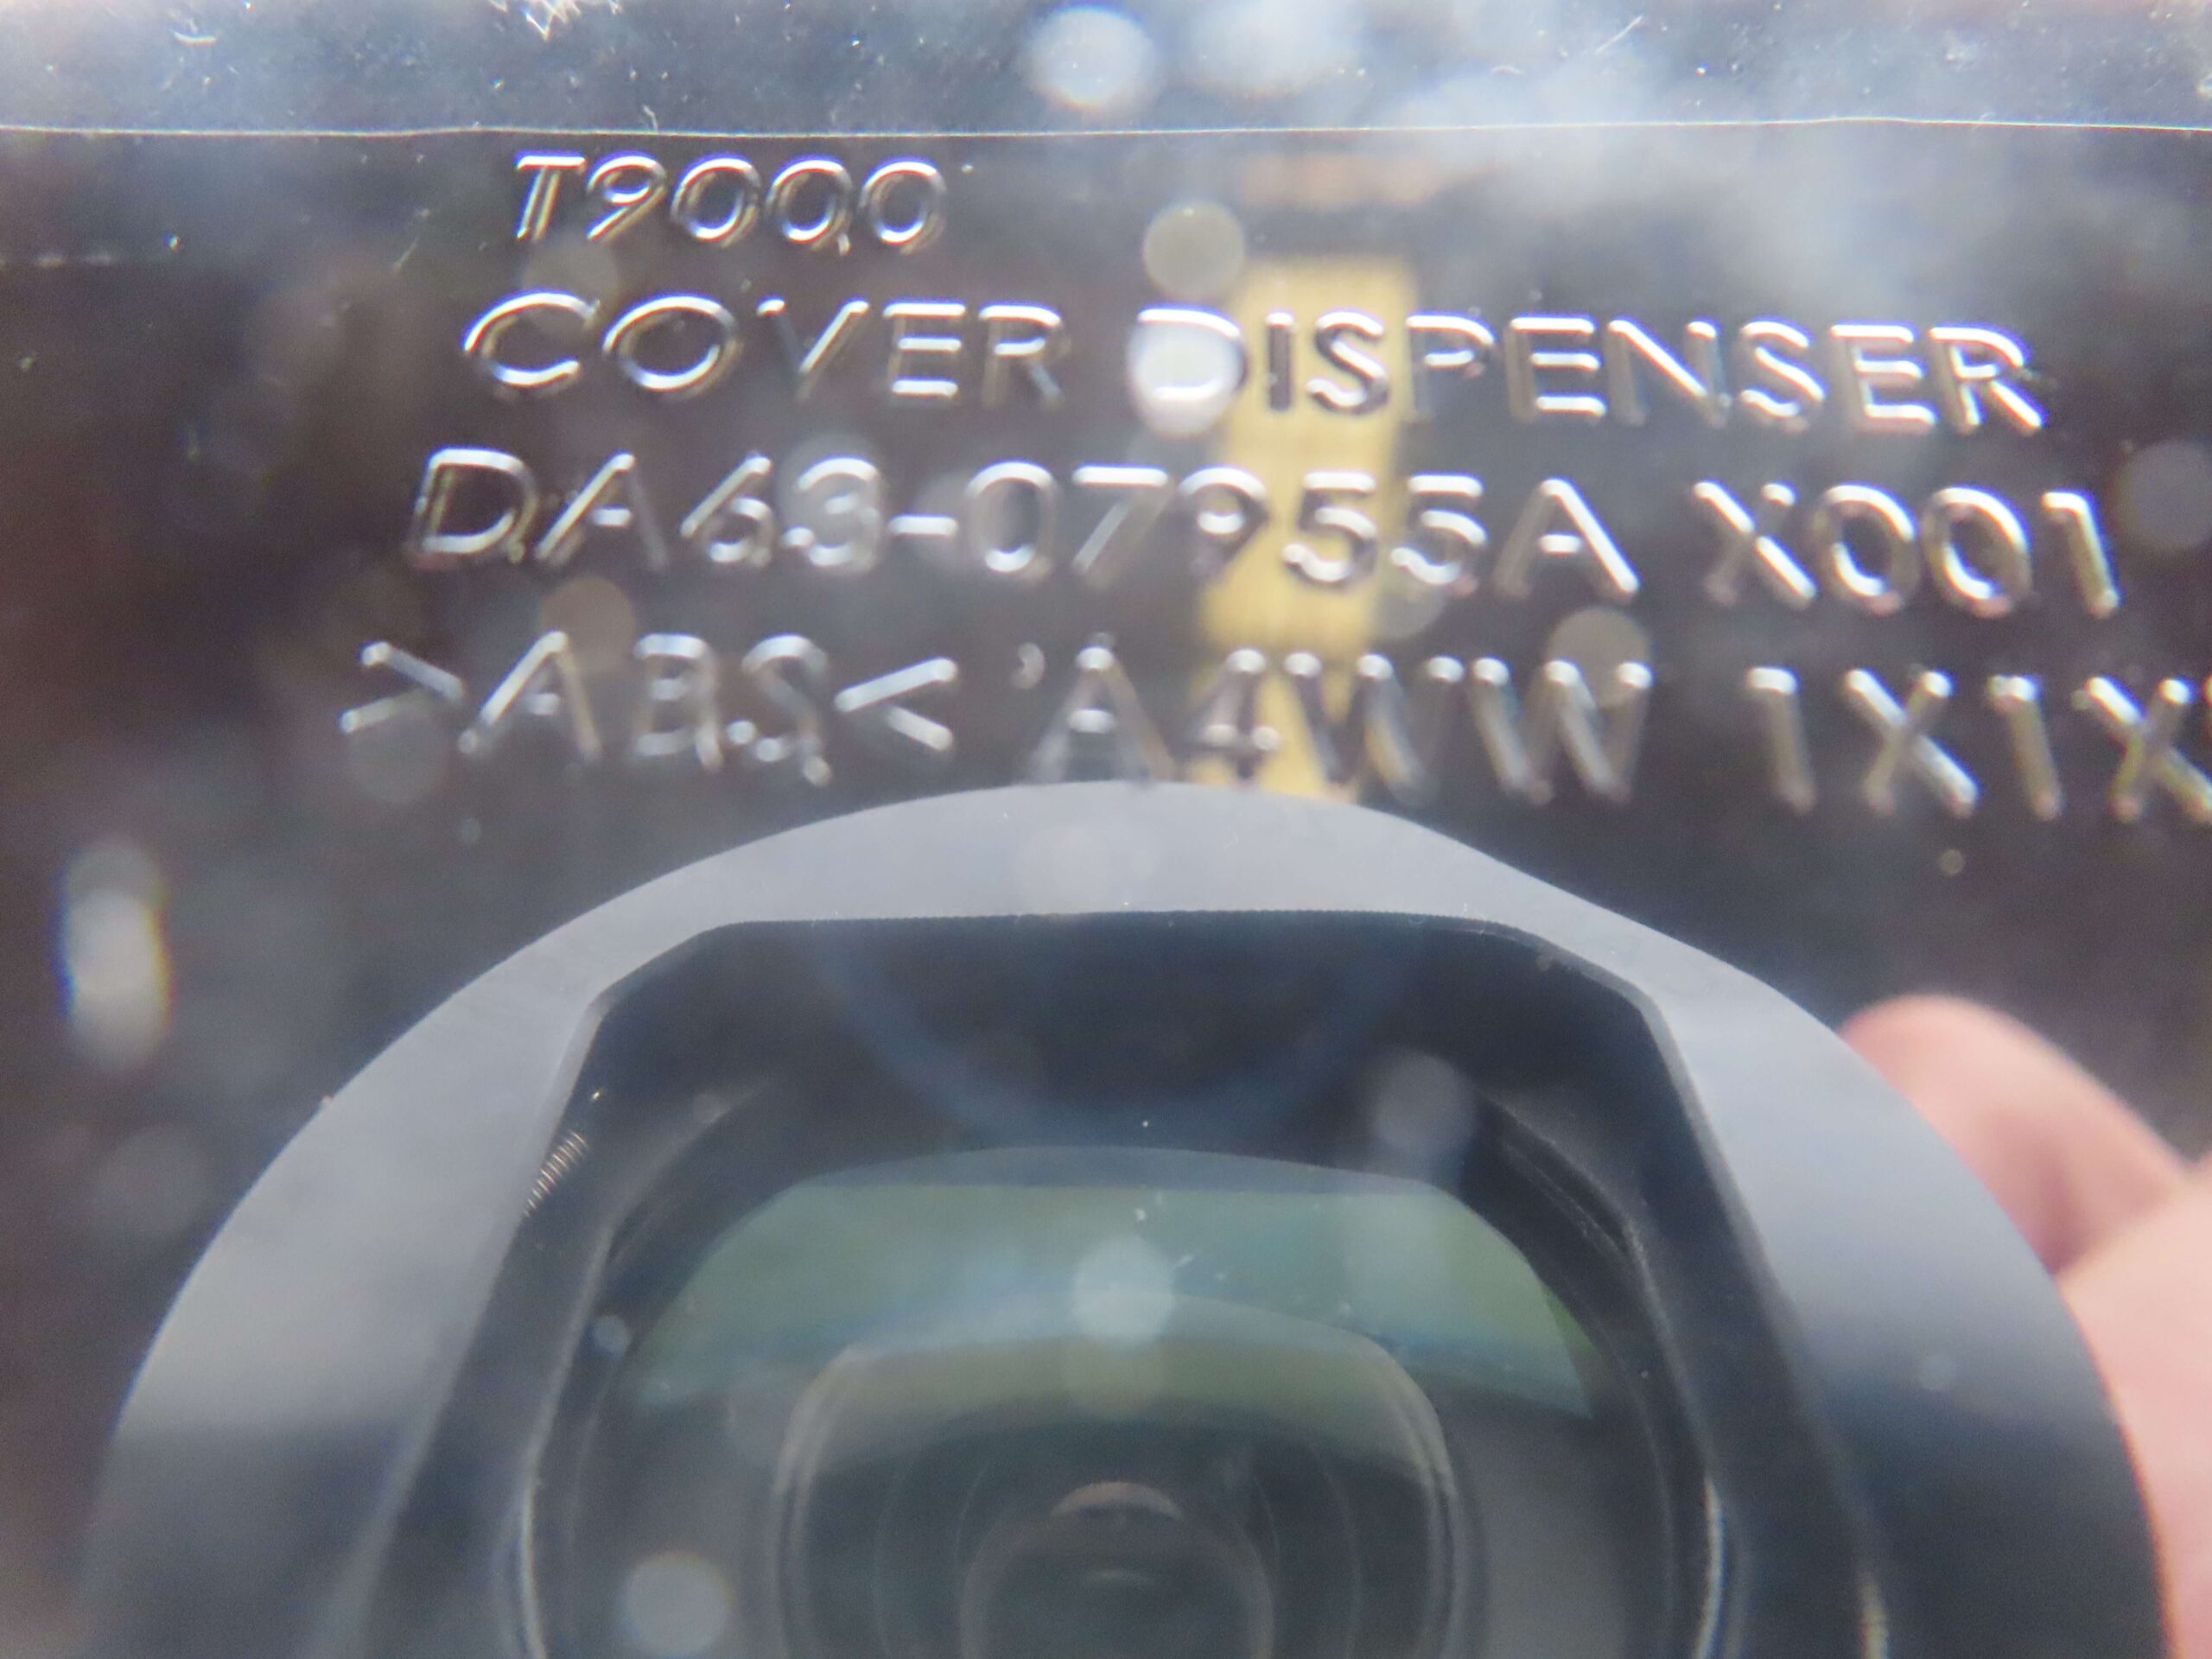 T9000
COVER DISPENSER
DA63-07955A X001
>ABS< A4WW 1X1X